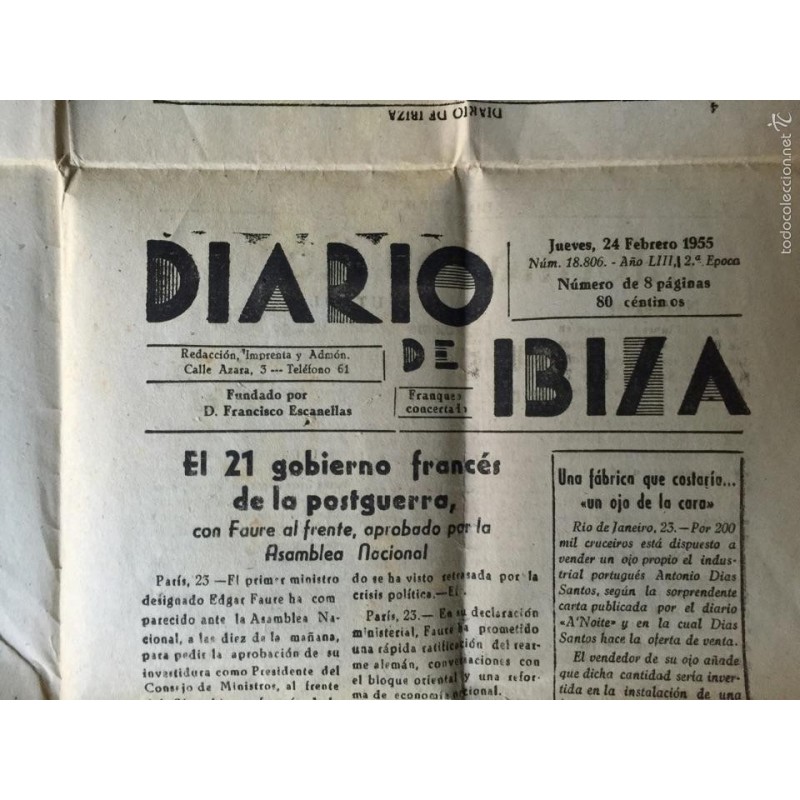 DIARIO DE IBIZA
4
todocoleccion.net
DIARIO
DE
IBIZA
Jueves, 24 Febrero 1955
Núm. 18.806. - Año LIII, 2.ª Epoca
Número de 8 páginas
80 céntimos
Redacción, Imprenta y Admón.
Calle Azara, 3 --- Teléfono 61
Fundado por
D. Francisco Escanellas
Franqueo
concertado
El 21 gobierno francés
de la postguerra,
con Faure al frente, aprobado por la
Asamblea Nacional
París, 23 —El primer ministro
designado Edgar Faure ha com
parecido ante la Asamblea Na-
cional, a las diez de la mañana,
para pedir la aprobación de su
investidura como Presidente del
Consejo de Ministros, al frente
do se ha visto retrasada por la
crisis política.—
París, 23.— En su declaración
ministerial, Faure ha prometido
una rápida ratificación del rear-
me alemán, conversaciones con
el bloque oriental y una refor-
ma de economía nacional.
Una fábrica que costaría...
«un ojo de la cara»
Rio de Janeiro, 23.—Por 200
mil cruceiros está dispuesto a
vender un ojo propio el indus-
trial portugués Antonio Dias
Santos, según la sorprendente
carta publicada por el diario
«A'Noite» y en la cual Dias
Santos hace la oferta de venta.
El vendedor de su ojo añade
que dicha cantidad sería inver-
tida en la instalación de una